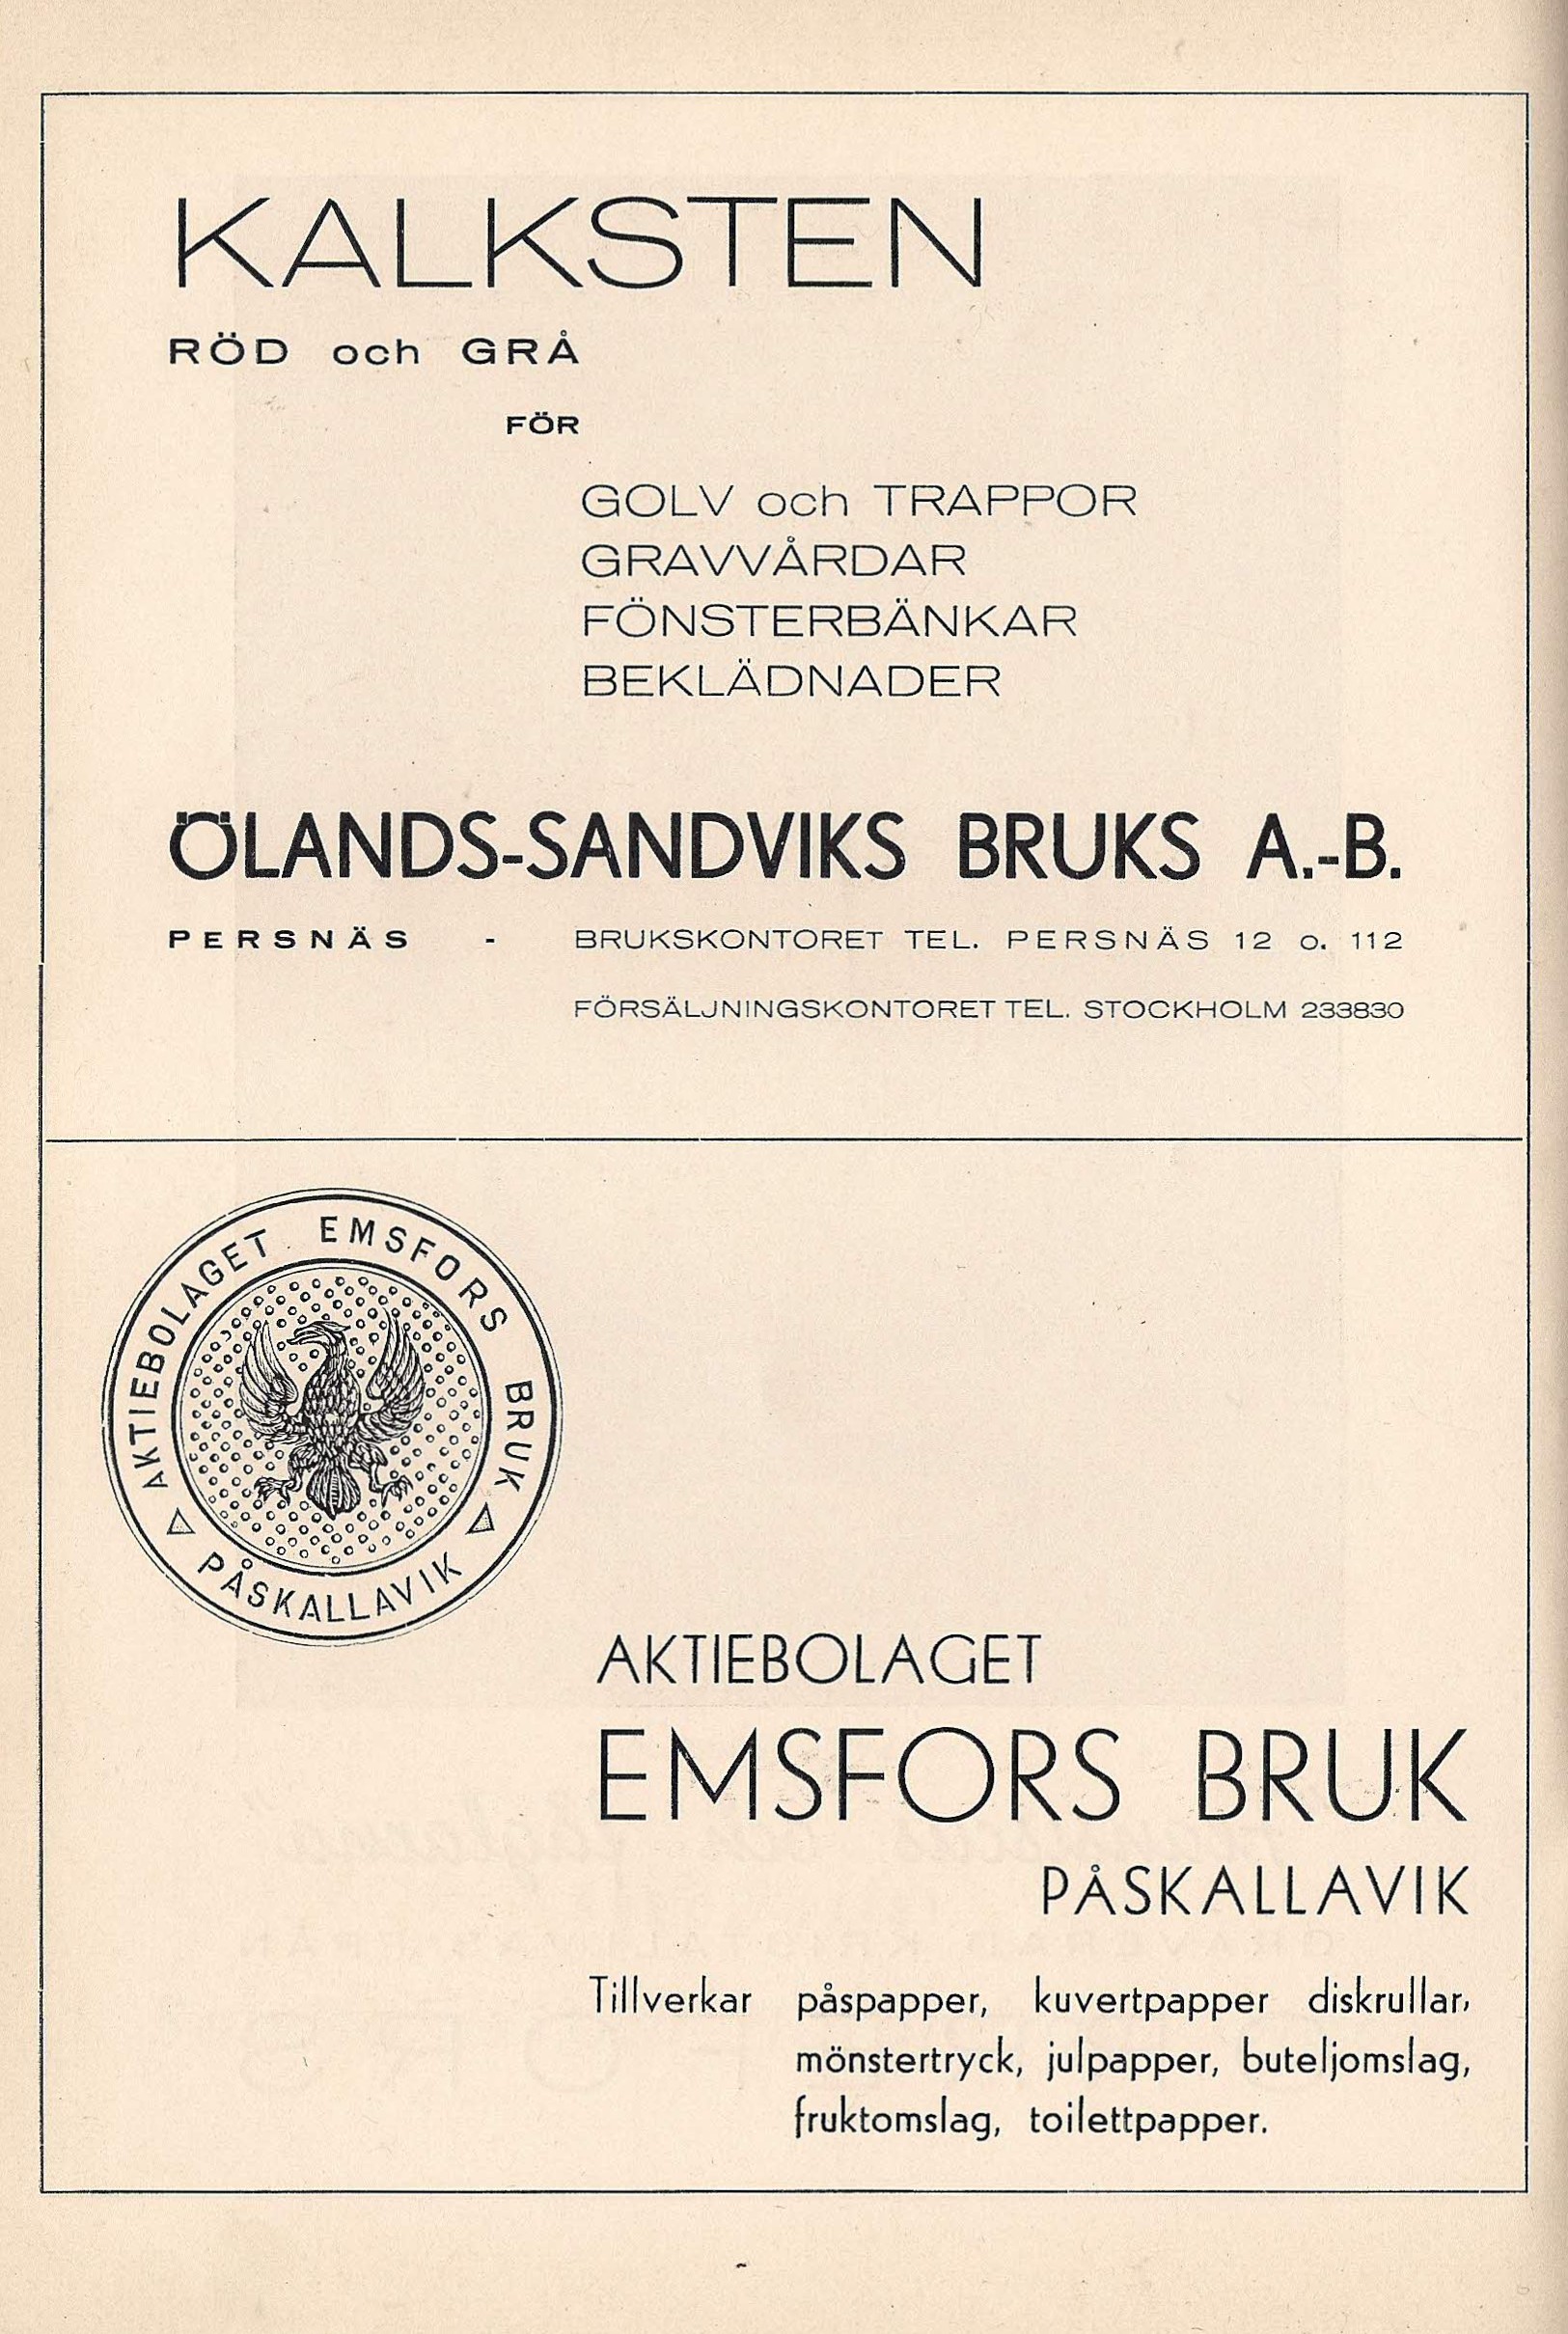 KALKSTEN
RÖD och GRÅ
FÖR
GOLV och TRAPPOR
GRAVVÅRDAR
FÖNSTERBÄNKAR
BEKLÄDNADER
ÖLANDS-SANDVIKS BRUKS A.-B.
PERSNÄS - BRUKSKONTORET TEL. PERSNÄS 12 o. 112
FÖRSÄLJNINGSKONTORET TEL. STOCKHOLM 233830
AKTIEBOLAGET EMSFORS BRUK
PÅSKALLAVIK
AKTIEBOLAGET
EMSFORS BRUK
PÅSKALLAVIK
Tillverkar påspapper, kuvertpapper diskrullar,
mönstertryck, julpapper, buteljomslag,
fruktomslag, toilettpapper.